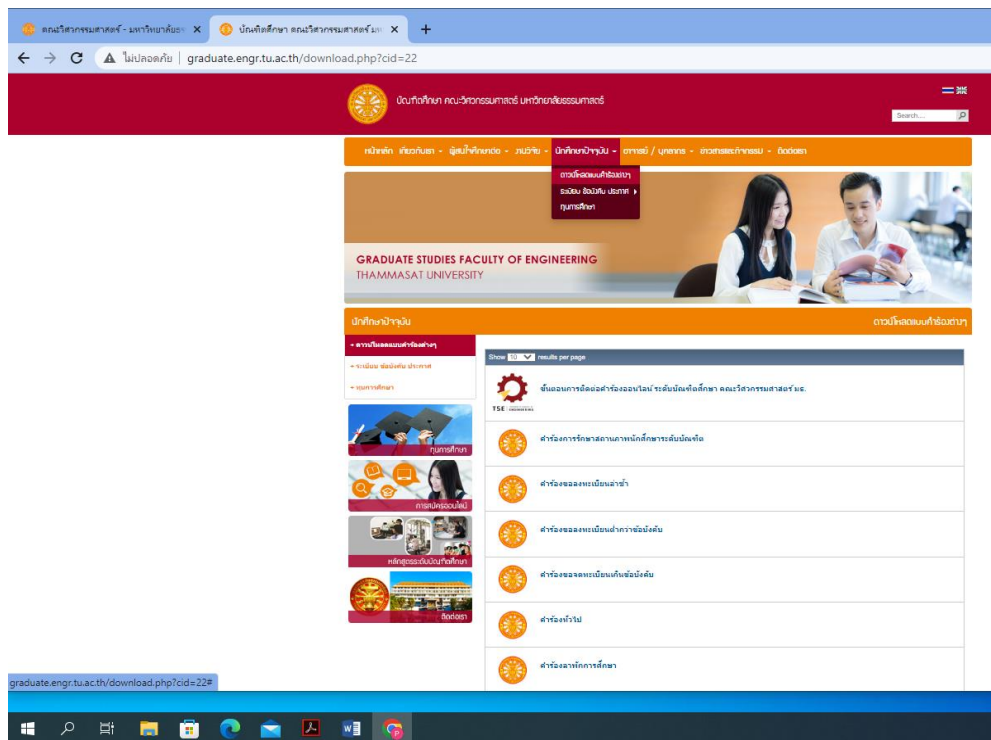 คณะวิศวกรรมศาสตร์ - มหาวิทยาลัยธร
บัณฑิตศึกษา คณะวิศวกรรมศาสตร์ มห
ไม่ปลอดภัย | graduate.engr.tu.ac.th/download.php?cid=22
บัณฑิตศึกษา คณะวิศวกรรมศาสตร์ มหาวิทยาลัยธรรมศาสตร์
Search...
หน้าหลัก เกี่ยวกับเรา ผู้สนใจศึกษาต่อ งานวิจัย นักศึกษาปัจจุบัน อาจารย์ / บุคลากร ข่าวสารและกิจกรรม ติดต่อเรา
ดาวน์โหลดแบบคำร้องต่างๆ
ระเบียบ ข้อบังคับ ประกาศ
ทุนการศึกษา
GRADUATE STUDIES FACULTY OF ENGINEERING
THAMMASAT UNIVERSITY
นักศึกษาปัจจุบัน
ดาวน์โหลดแบบคำร้องต่างๆ
ดาวน์โหลดแบบคำร้องต่างๆ
ระเบียบ ข้อบังคับ ประกาศ
ทุนการศึกษา
ทุนการศึกษา
การสมัครออนไลน์
หลักสูตรระดับบัณฑิตศึกษา
ติดต่อเรา
Show 10 results per page
TSE
ขั้นตอนการติดต่อคำร้องออนไลน์ ระดับบัณฑิตศึกษา คณะวิศวกรรมศาสตร์ มธ.
คำร้องการรักษาสถานภาพนักศึกษาระดับบัณฑิต
คำร้องขอลงทะเบียนล่าช้า
คำร้องขอลงทะเบียนต่ำกว่าข้อบังคับ
คำร้องขอจดทะเบียนเกินข้อบังคับ
คำร้องทั่วไป
คำร้องลาพักการศึกษา
graduate.engr.tu.ac.th/download.php?cid=22#